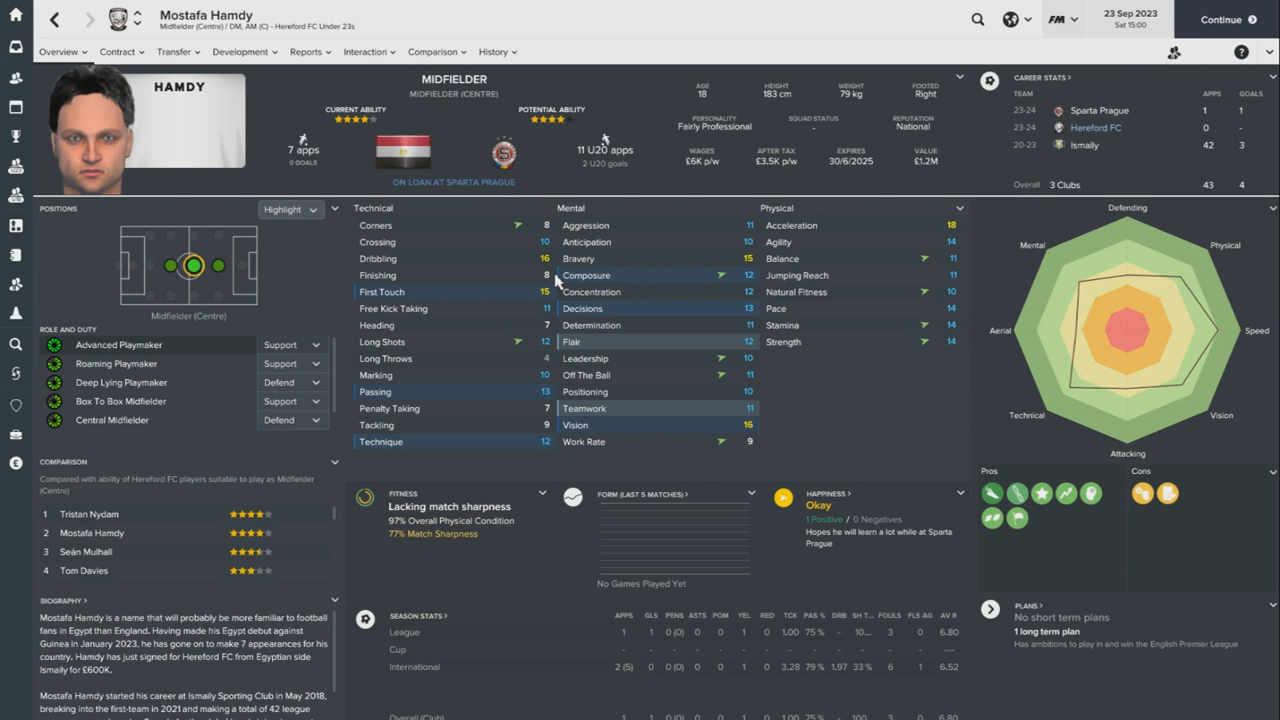 Mostafa Hamdy
Midfielder (Centre) / DM, AM (C) - Hereford FC Under 23s
FM
23 Sep 2023
Sat 15:00
Continue
Overview Contract Transfer Development Reports Interaction Comparison History
HAMDY
MIDFIELDER
MIDFIELDER (CENTRE)
CURRENT ABILITY
POTENTIAL ABILITY
7 apps
0 GOALS
11 U20 apps
2 U20 goals
ON LOAN AT SPARTA PRAGUE
AGE HEIGHT WEIGHT FOOTED
18 183 cm 79 kg Right
PERSONALITY SQUAD STATUS REPUTATION
Fairly Professional - National
WAGES AFTER TAX EXPIRES VALUE
£6K p/w £3.5K p/w 30/6/2025 £1.2M
CAREER STATS >
TEAM APPS GOALS
23-24 Sparta Prague 1 1
23-24 Hereford FC 0 -
20-23 Ismaily 42 3
Overall 3 Clubs 43 4
POSITIONS
Highlight
Midfielder (Centre)
ROLE AND DUTY
Advanced Playmaker Support
Roaming Playmaker Support
Deep Lying Playmaker Defend
Box To Box Midfielder Support
Central Midfielder Defend
COMPARISON
Compared with ability of Hereford FC players suitable to play as Midfielder
(Centre)
1 Tristan Nydam
2 Mostafa Hamdy
3 Seán Mulhall
4 Tom Davies
BIOGRAPHY >
Mostafa Hamdy is a name that will probably be more familiar to football
fans in Egypt than England. Having made his Egypt debut against
Guinea in January 2023, he has gone on to make 7 appearances for his
country. Hamdy has just signed for Hereford FC from Egyptian side
Ismaily for £600K.
Mostafa Hamdy started his career at Ismaily Sporting Club in May 2018,
breaking into the first-team in 2021 and making a total of 42 league
Technical
Corners 8
Crossing 10
Dribbling 16
Finishing 8
First Touch 15
Free Kick Taking 11
Heading 7
Long Shots 12
Long Throws 4
Marking 10
Passing 13
Penalty Taking 7
Tackling 9
Technique 12
Mental
Aggression 11
Anticipation 10
Bravery 15
Composure 12
Concentration 12
Decisions 13
Determination 11
Flair 12
Leadership 10
Off The Ball 11
Positioning 10
Teamwork 11
Vision 16
Work Rate 9
Physical
Acceleration 18
Agility 14
Balance 11
Jumping Reach 11
Natural Fitness 10
Pace 14
Stamina 14
Strength 14
Defending
Mental Physical
Aerial Speed
Technical Vision
Attacking
FITNESS
Lacking match sharpness
97% Overall Physical Condition
77% Match Sharpness
FORM (LAST 5 MATCHES) >
No Games Played Yet
HAPPINESS >
Okay
1 Positive / 0 Negatives
Hopes he will learn a lot while at Sparta
Prague
Pros Cons
SEASON STATS > APPS GLS PENS ASTS POM YEL RED TCK PAS % DRB SH T... FOULS FLS AG AV R
League 1 1 0 (0) 0 0 1 0 1.00 75 % - 10... 3 0 6.80
Cup - - - - - - - - - - - - - ----
International 2 (5) 0 0 (0) 0 0 1 0 3.28 79 % 1.97 33 % 6 1 6.52
PLANS >
No short term plans
1 long term plan
Has ambitions to play in and win the English Premier League